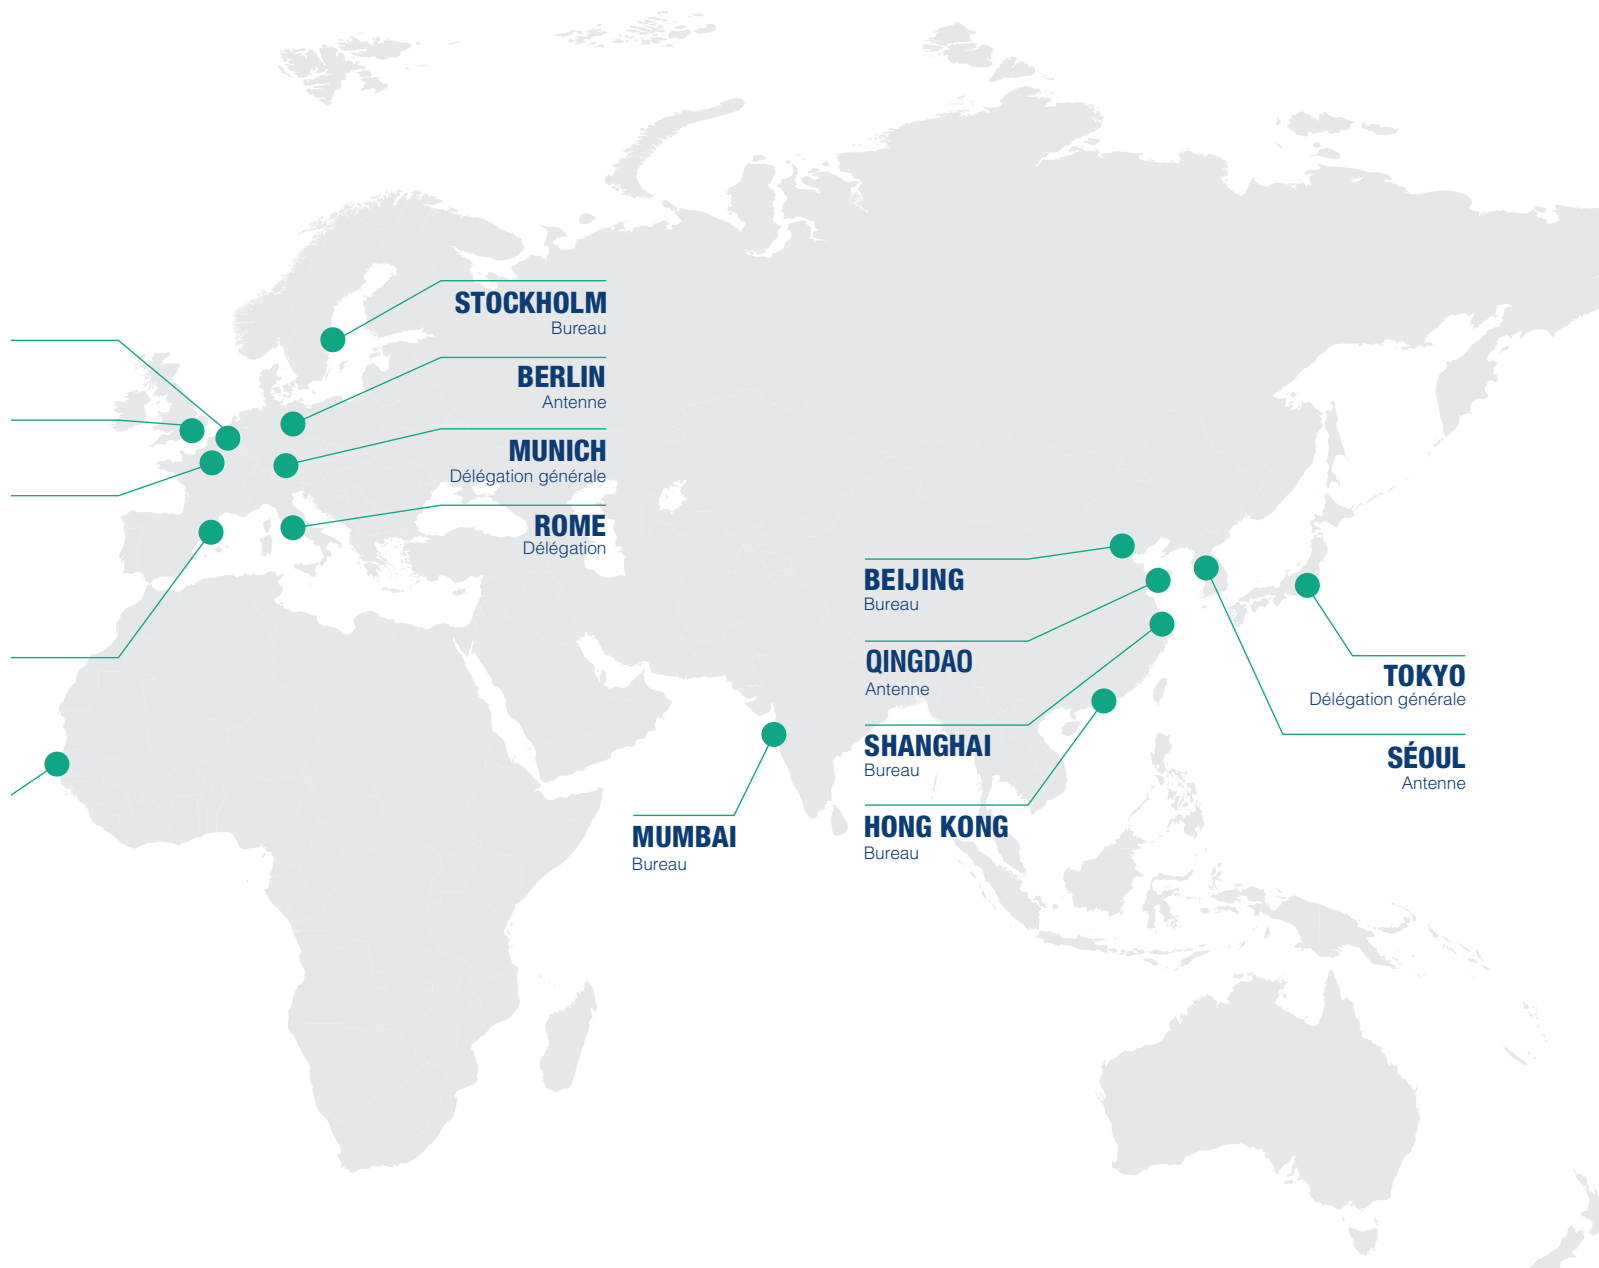 STOCKHOLM
Bureau
BERLIN
Antenne
MUNICH
Délégation générale
ROME
Délégation
BEIJING
Bureau
QINGDAO
Antenne
SHANGHAI
Bureau
HONG KONG
Bureau
MUMBAI
Bureau
TOKYO
Délégation générale
SÉOUL
Antenne